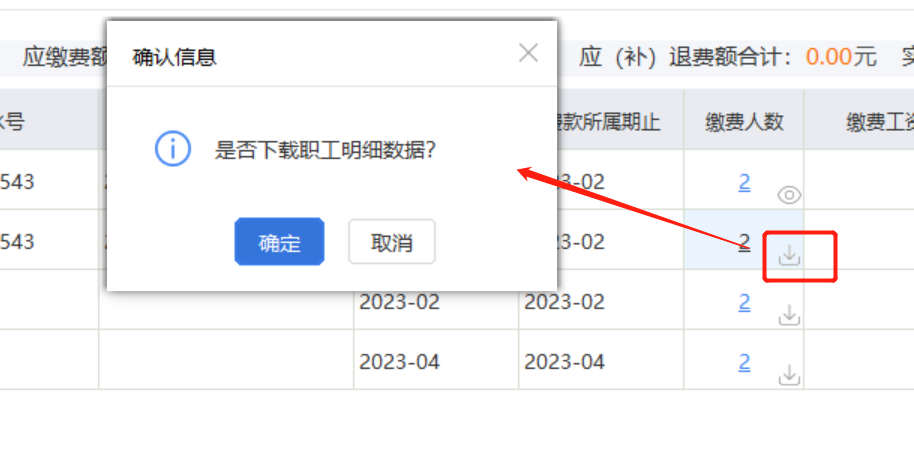 应缴费额
确认信息
应（补）退费额合计：0.00元
号
款所属期止
缴费人数
缴费工资
是否下载职工明细数据？
543
3-02
2
543
3-02
2
确定
取消
2023-02
2023-02
2
2023-04
2023-04
2